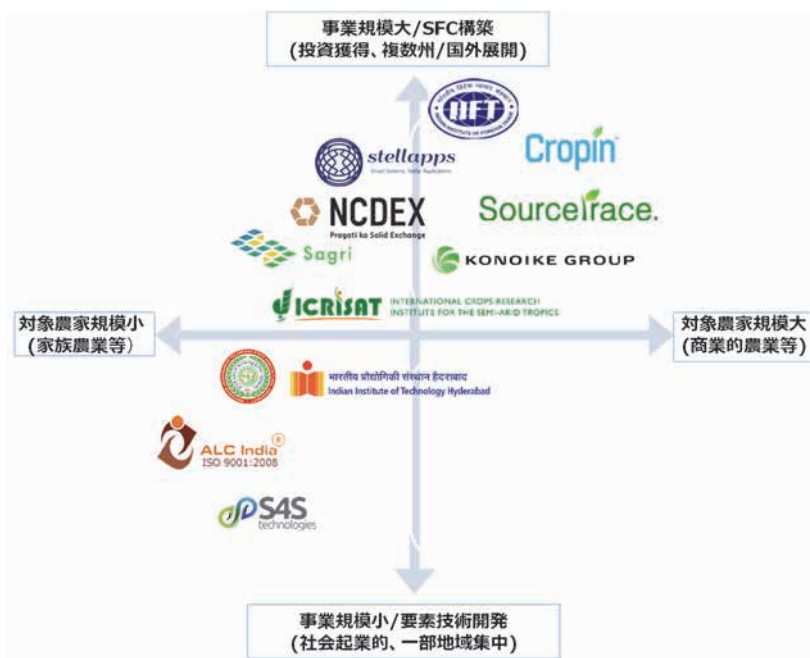 事業規模大/SFC構築
(投資獲得、複数州/国外展開)
IIFT
INDIAN INSTITUTE OF FOREIGN TRADE
stellapps
Cropin
NCDEX
Pragati ka Solid Exchange
SourceTrace.
Sagri
KONOIKE GROUP
ICRISAT
INTERNATIONAL CROPS RESEARCH
INSTITUTE FOR THE SEMI-ARID TROPICS
対象農家規模小
(家族農業等)
対象農家規模大
(商業的農業等)
भारतीय प्रौद्योगिकी संस्थान हैदराबाद
Indian Institute of Technology Hyderabad
ALC India®
ISO 9001:2008
S4S
technologies
事業規模小/要素技術開発
(社会起業的、一部地域集中)